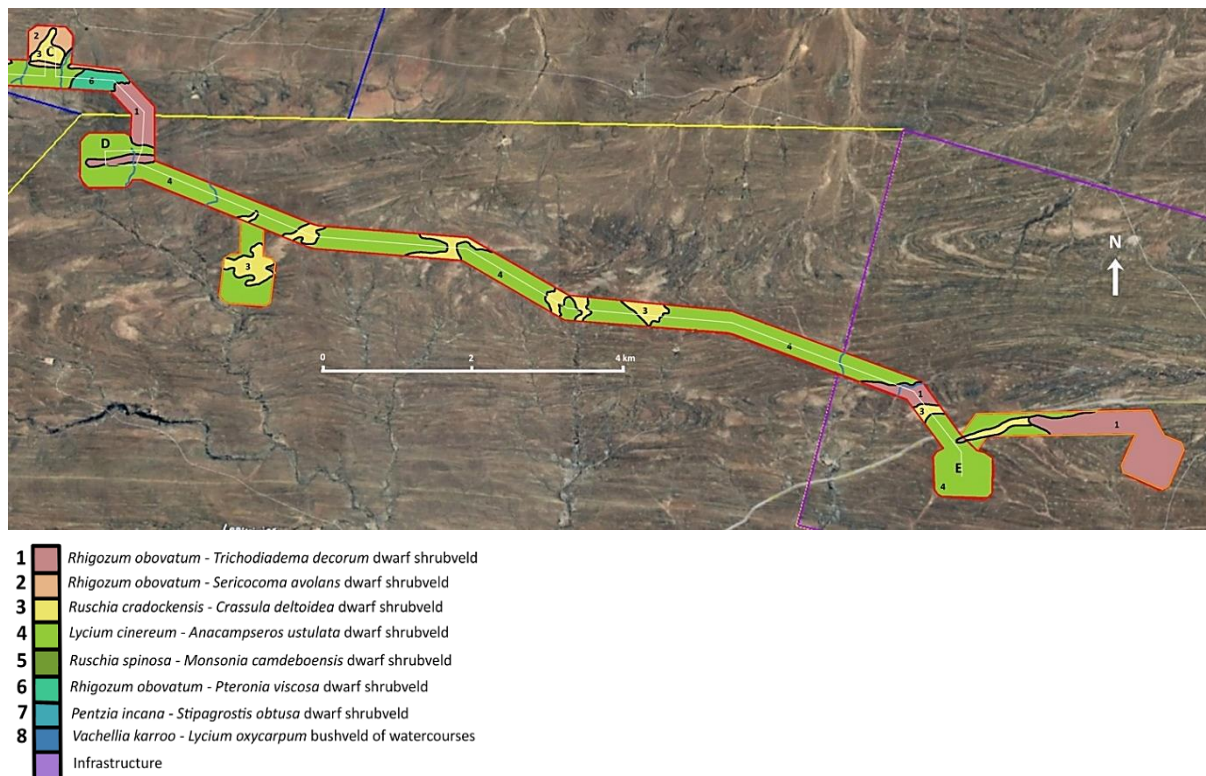 2
C
3
6
1
D
4
3
4
3
4
N
0 2 4 km
1
3
1
E
4
1 Rhigozum obovatum - Trichodiadema decorum dwarf shrubveld
2 Rhigozum obovatum - Sericocoma avolans dwarf shrubveld
3 Ruschia cradockensis - Crassula deltoidea dwarf shrubveld
4 Lycium cinereum - Anacampseros ustulata dwarf shrubveld
5 Ruschia spinosa - Monsonia camdeboensis dwarf shrubveld
6 Rhigozum obovatum - Pteronia viscosa dwarf shrubveld
7 Pentzia incana - Stipagrostis obtusa dwarf shrubveld
8 Vachellia karroo - Lycium oxycarpum bushveld of watercourses
Infrastructure